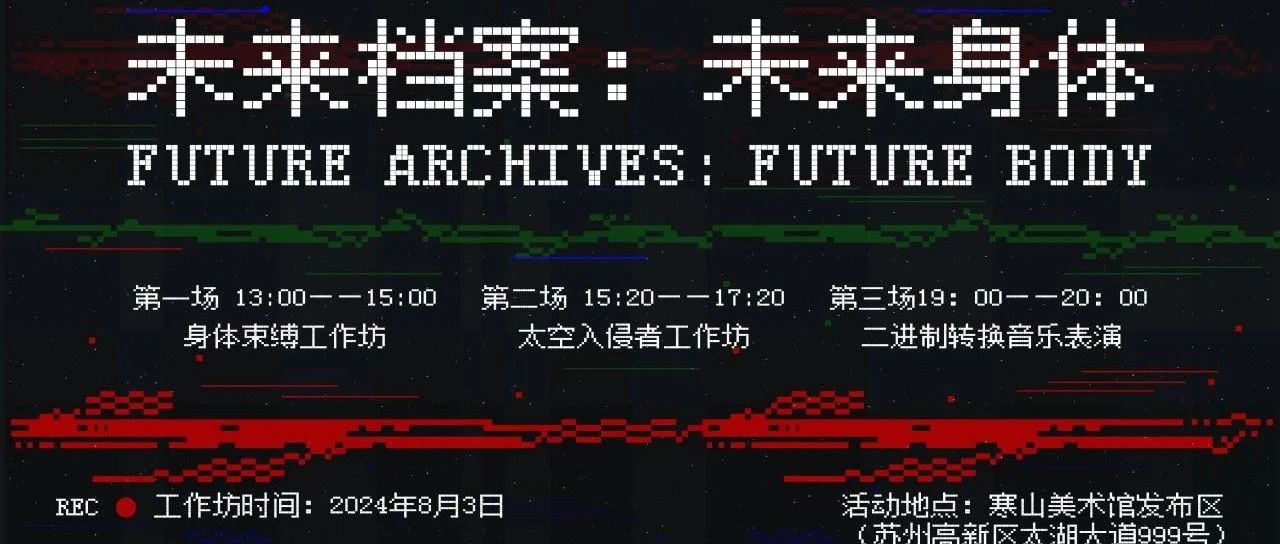 未来档案：未来身体
FUTURE ARCHIVES: FUTURE BODY
第一场 13:00——15:00
身体束缚工作坊
第二场 15:20——17:20
太空入侵者工作坊
第三场19：00——20：00
二进制转换音乐表演
REC 工作坊时间：2024年8月3日
活动地点：寒山美术馆发布区
（苏州高新区太湖大道999号）